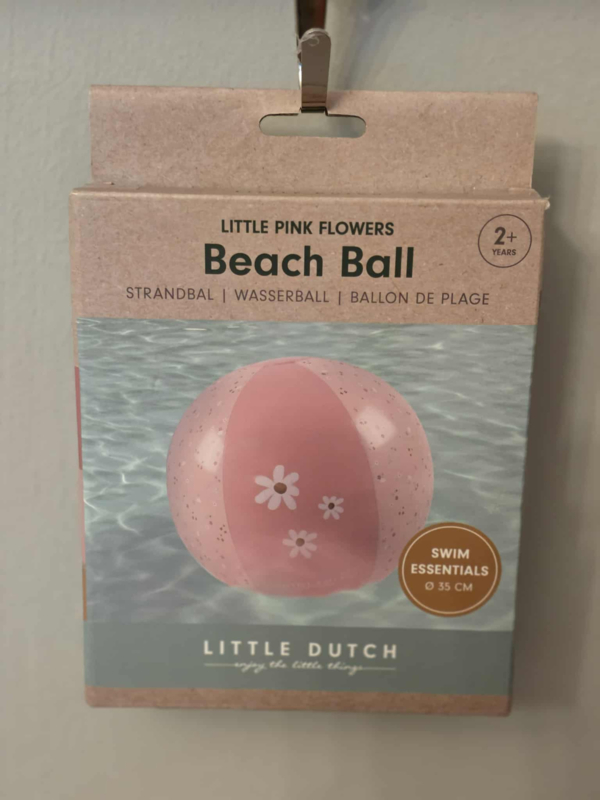 LITTLE PINK FLOWERS
Beach Ball
2+
YEARS
STRANDBAL | WASSERBALL | BALLON DE PLAGE
SWIM
ESSENTIALS
Ø 35 CM
LITTLE DUTCH
enjoy the little things